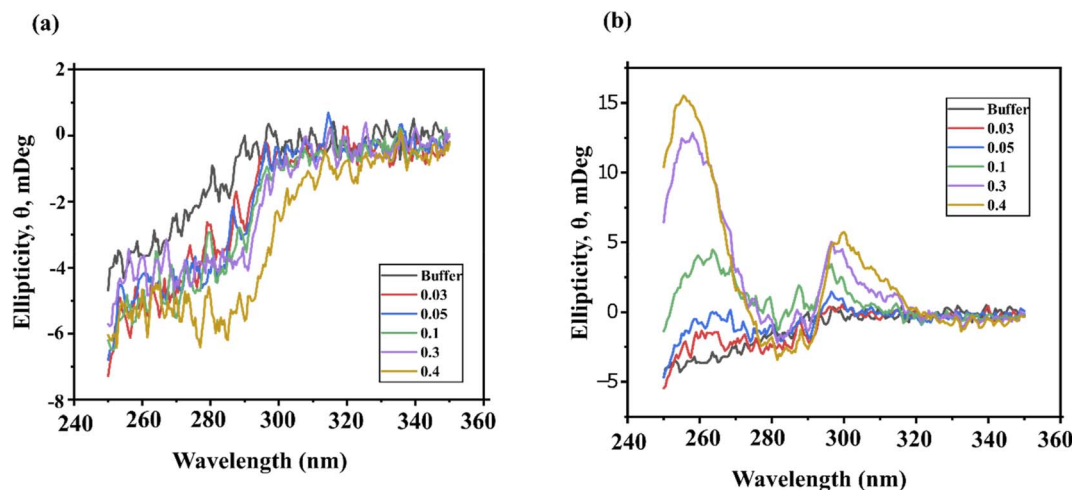 (a)
2
0
-2
-4
-6
-8
240 260 280 300 320 340 360
Ellipticity, θ, mDeg
Wavelength (nm)
Buffer
0.03
0.05
0.1
0.3
0.4
(b)
15
10
5
0
−5
240 260 280 300 320 340 360
Ellipticity, θ, mDeg
Wavelength (nm)
Buffer
0.03
0.05
0.1
0.3
0.4